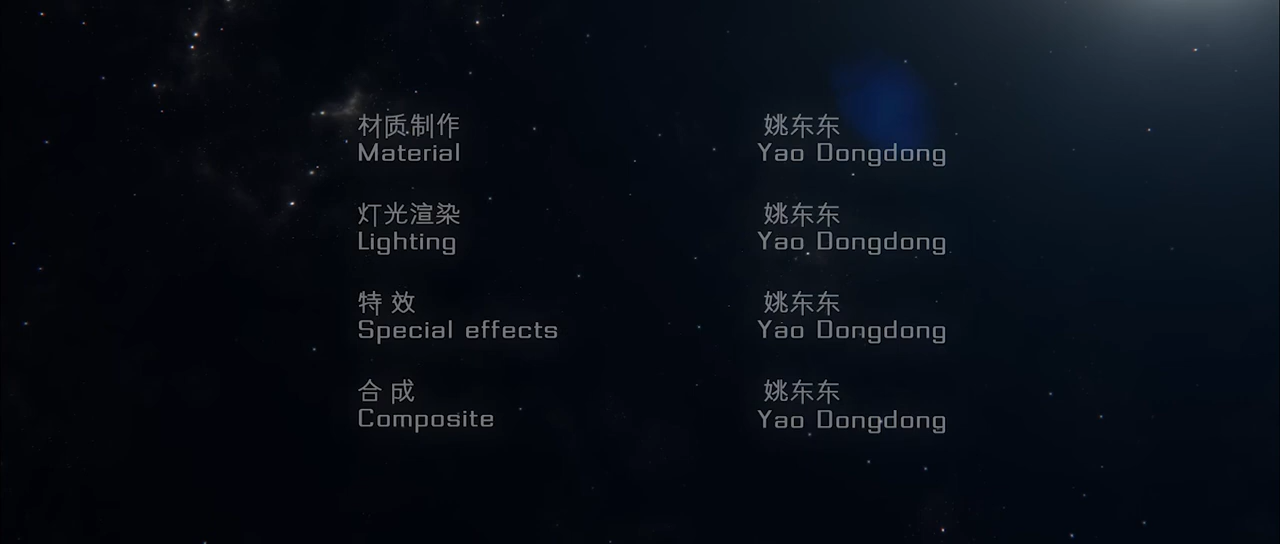 材质制作 姚东东
Material Yao Dongdong
灯光渲染 姚东东
Lighting Yao Dongdong
特 效 姚东东
Special effects Yao Dongdong
合 成 姚东东
Composite Yao Dongdong